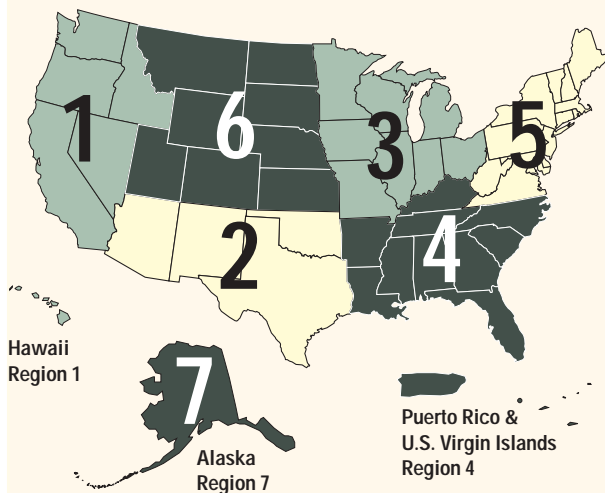 1
6
3
5
2
4
Hawaii
Region 1
7
Alaska
Region 7
Puerto Rico &
U.S. Virgin Islands
Region 4